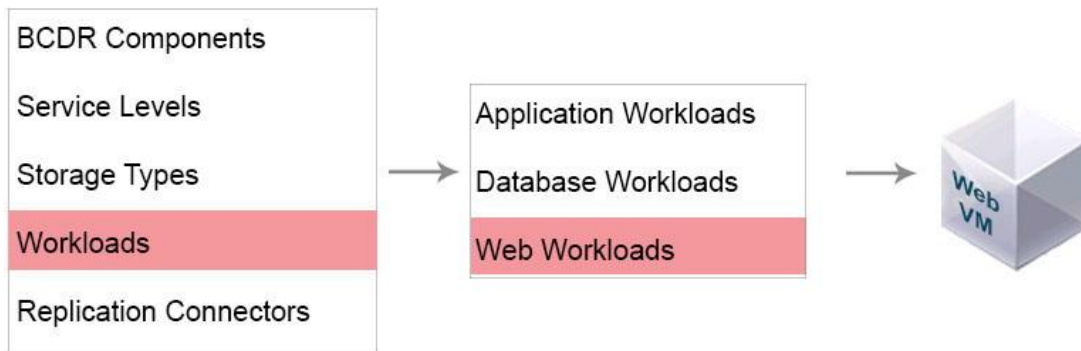 BCDR Components
Service Levels
Storage Types
Workloads
Replication Connectors
Application Workloads
Database Workloads
Web Workloads
Web
VM